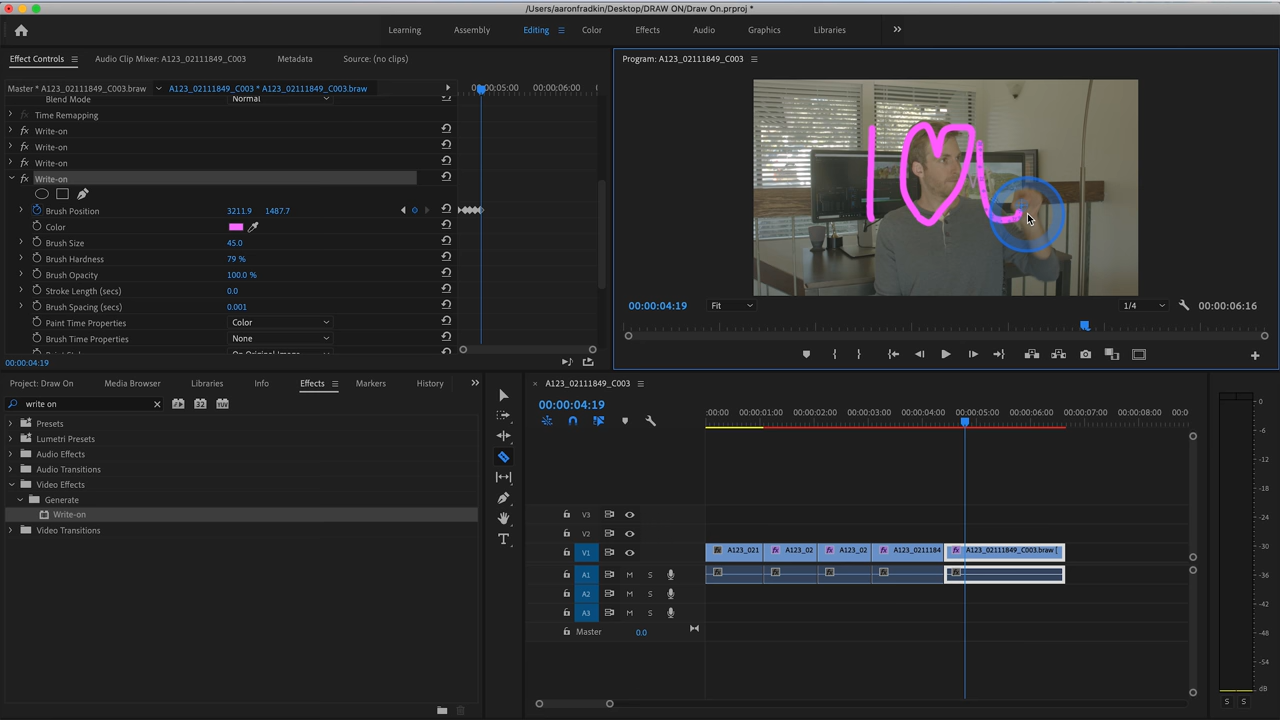 /Users/aaronfradkin/Desktop/DRAW ON/Draw On.prproj *
Learning Assembly Editing Color Effects Audio Graphics Libraries
Effect Controls Audio Clip Mixer: A123_02111849_C003 Metadata Source: (no clips)
Program: A123_02111849_C003
Master * A123_02111849_C003.braw A123_02111849_C003 * A123_02111849_C003.braw
00:00:05:00 00:00:06:00
Blend Mode Normal
Time Remapping
Write-on
Write-on
Write-on
Write-on
Brush Position 3211.9 1487.7
Color
Brush Size 45.0
Brush Hardness 79 %
Brush Opacity 100.0 %
Stroke Length (secs) 0.0
Brush Spacing (secs) 0.001
Paint Time Properties Color
Brush Time Properties None
00:00:04:19
00:00:04:19 Fit 1/4 00:00:06:16
Project: Draw On Media Browser Libraries Info Effects Markers History
write on
Presets
Lumetri Presets
Audio Effects
Audio Transitions
Video Effects
Generate
Write-on
Video Transitions
A123_02111849_C003
00:00:04:19
:00:00 00:00:01:00 00:00:02:00 00:00:03:00 00:00:04:00 00:00:05:00 00:00:06:00 00:00:07:00 00:00:08:00 00:0
V3
V2
V1 A123_021 A123_02 A123_02 A123_0211184 A123_02111849_C003.braw [
A1 M S
A2 M S
A3 M S
Master 0.0
0
-6
-12
-18
-24
-30
-36
-42
-48
-54
dB
S S